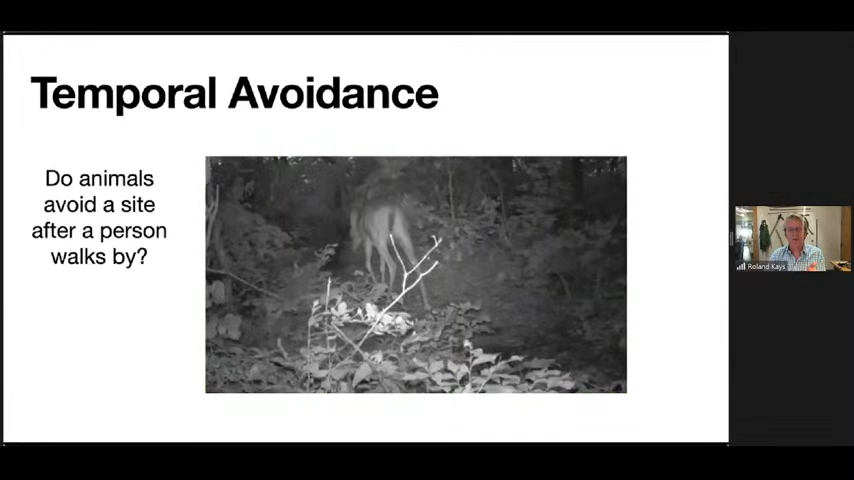 Temporal Avoidance
Do animals
avoid a site
after a person
walks by?
Roland Kays